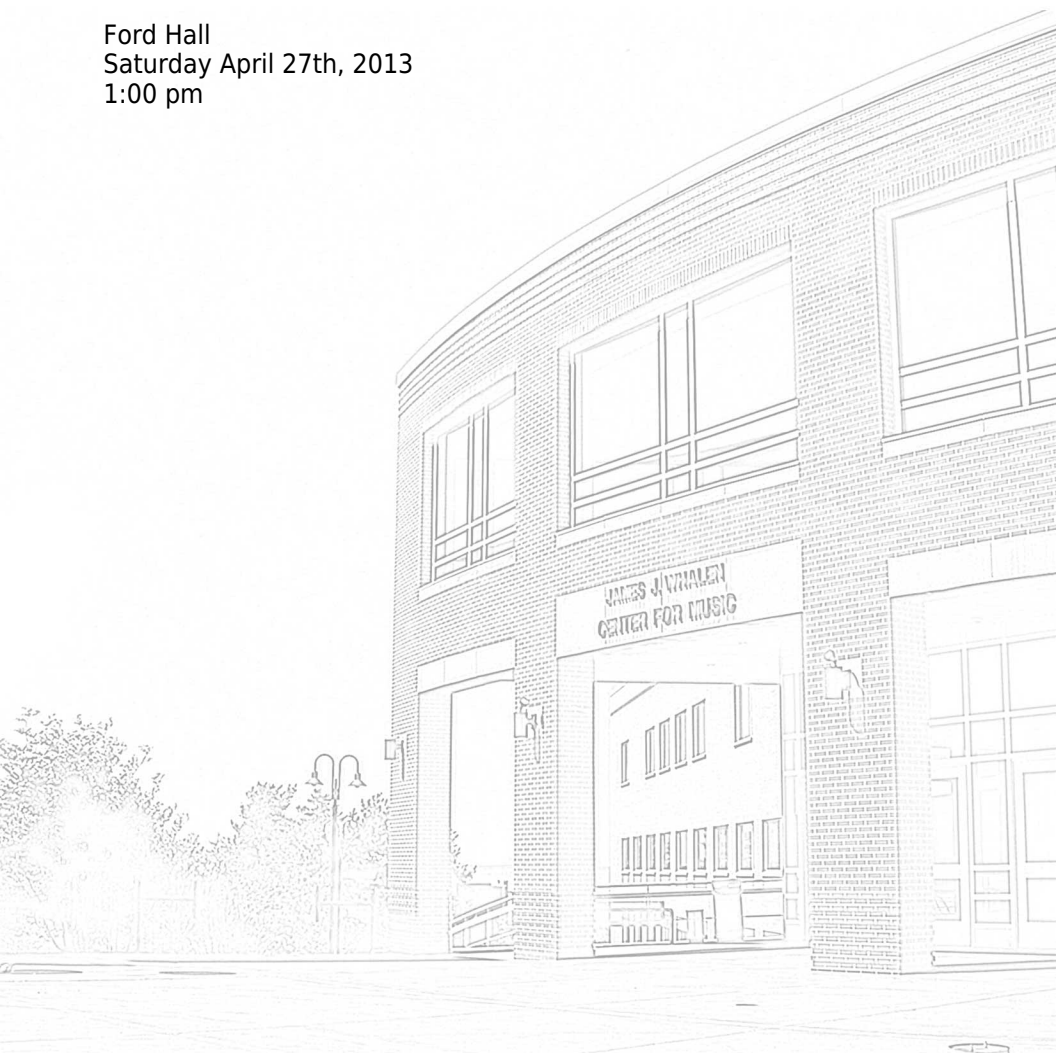 Ford Hall
Saturday April 27th, 2013
1:00 pm
JAMES J. WHALEN
CENTER FOR MUSIC